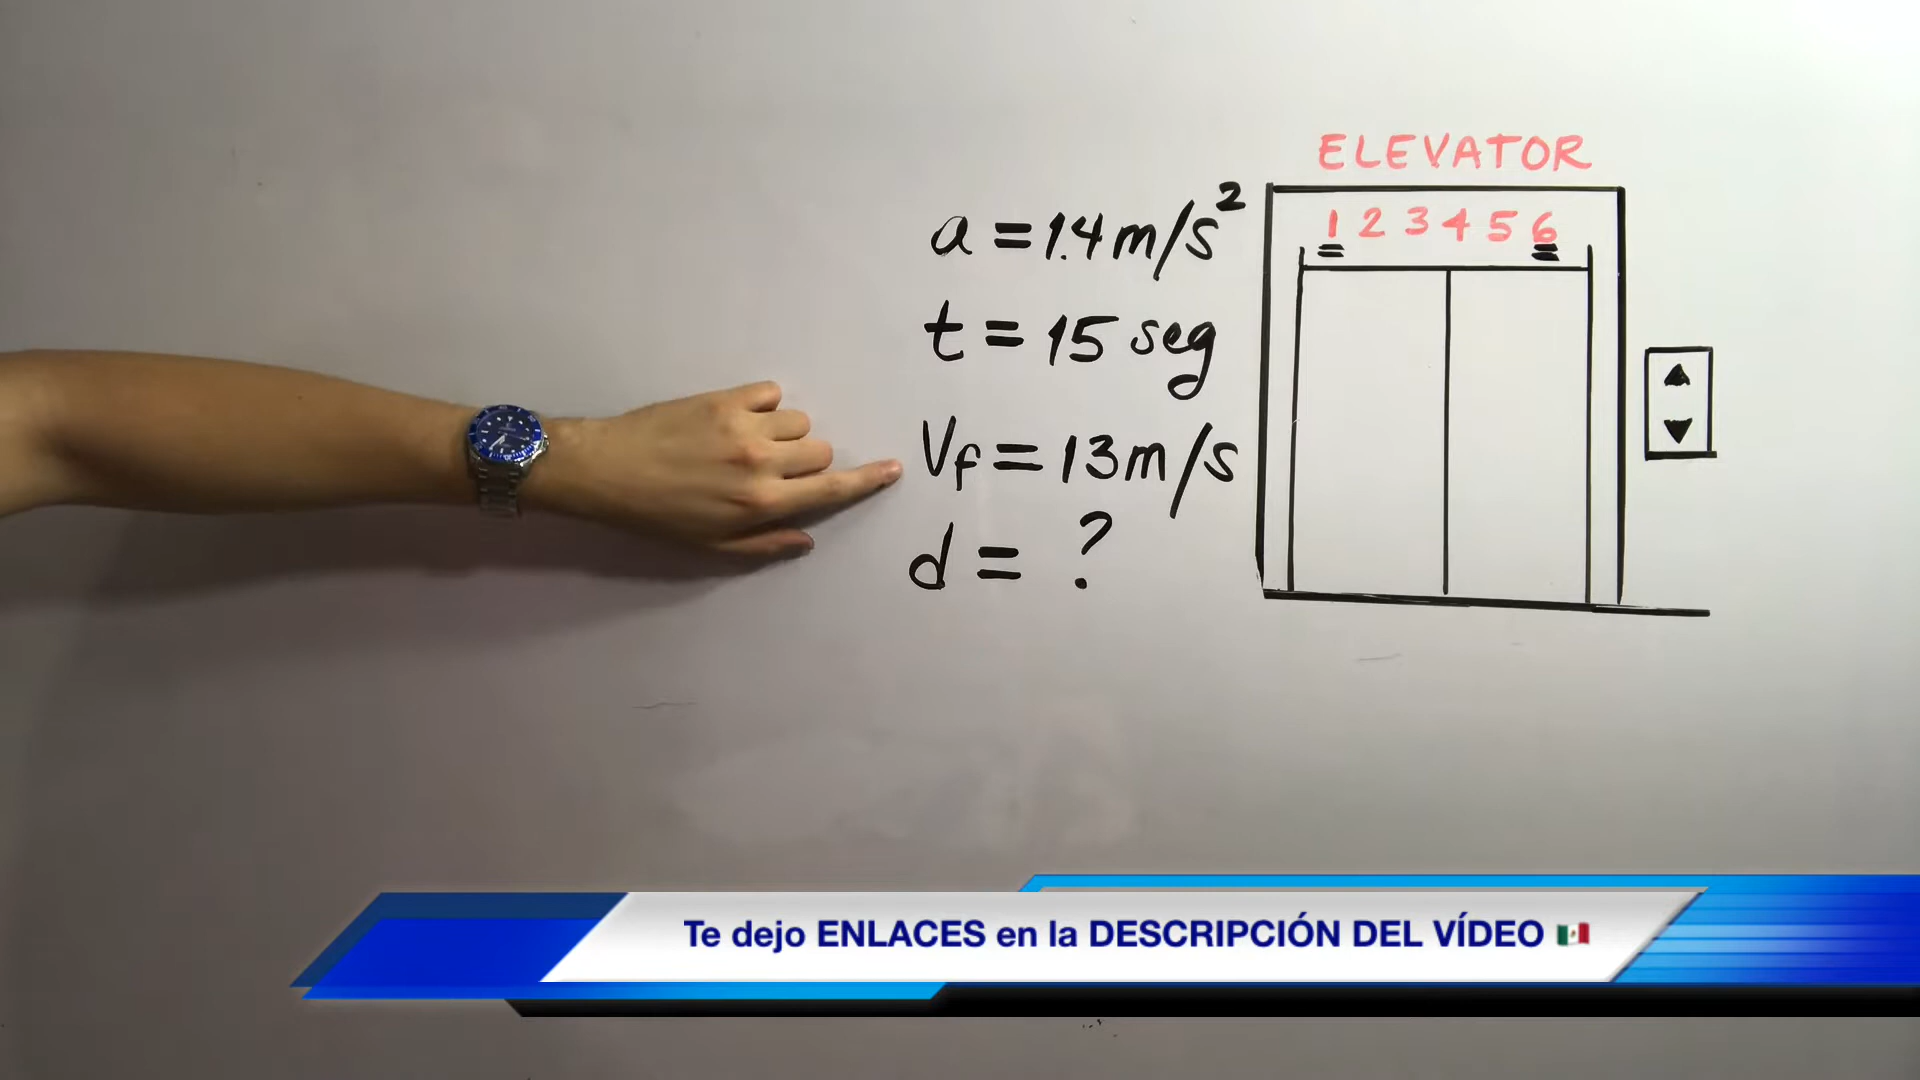 ELEVATOR
1 2 3 4 5 6
a = 1.4 m/s²
t = 15 seg
Vf = 13 m/s
d = ?
Te dejo ENLACES en la DESCRIPCIÓN DEL VÍDEO 🇲🇽